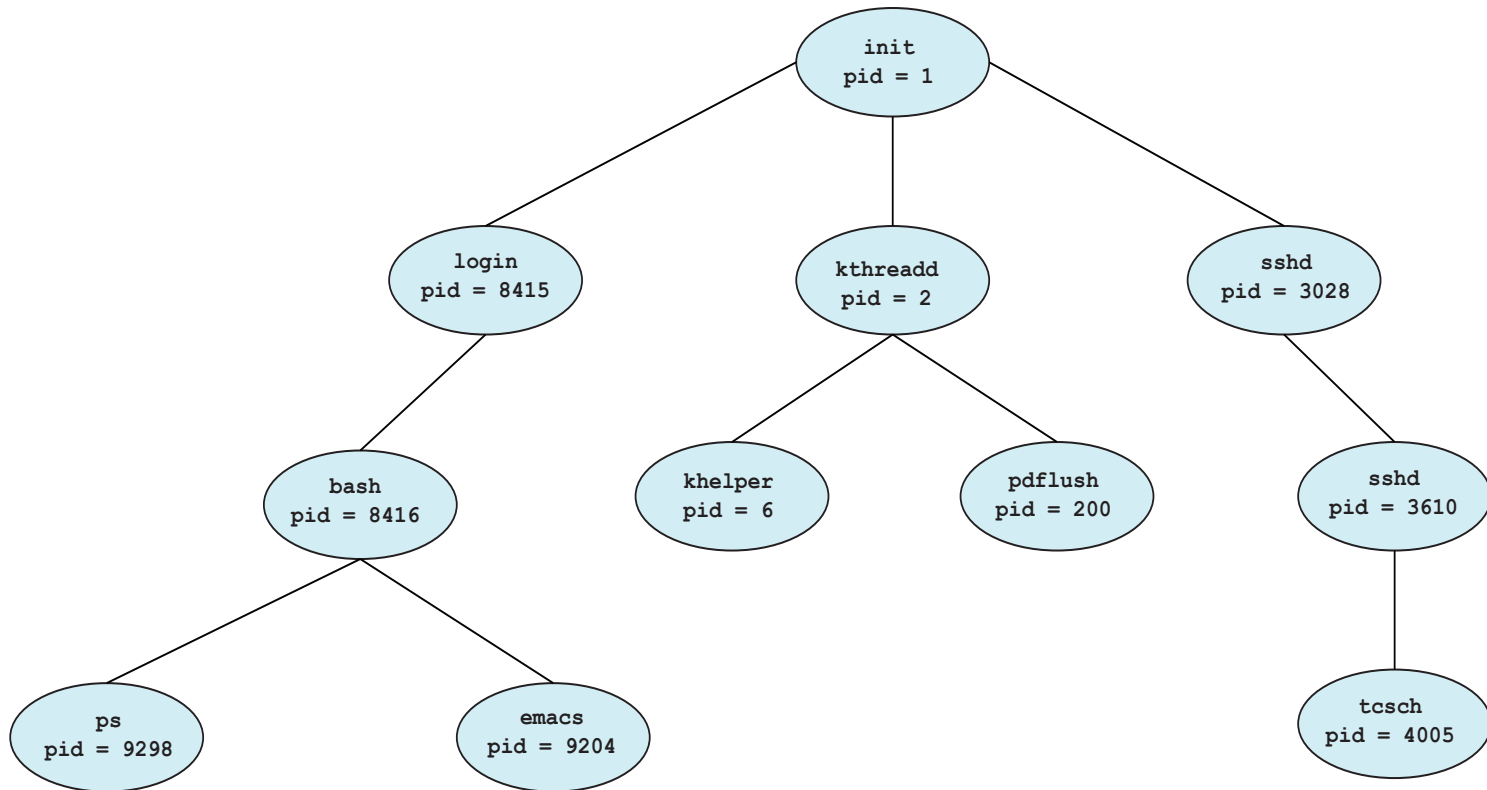 init
pid = 1
login
pid = 8415
kthreadd
pid = 2
sshd
pid = 3028
bash
pid = 8416
khelper
pid = 6
pdflush
pid = 200
sshd
pid = 3610
ps
pid = 9298
emacs
pid = 9204
tcsch
pid = 4005